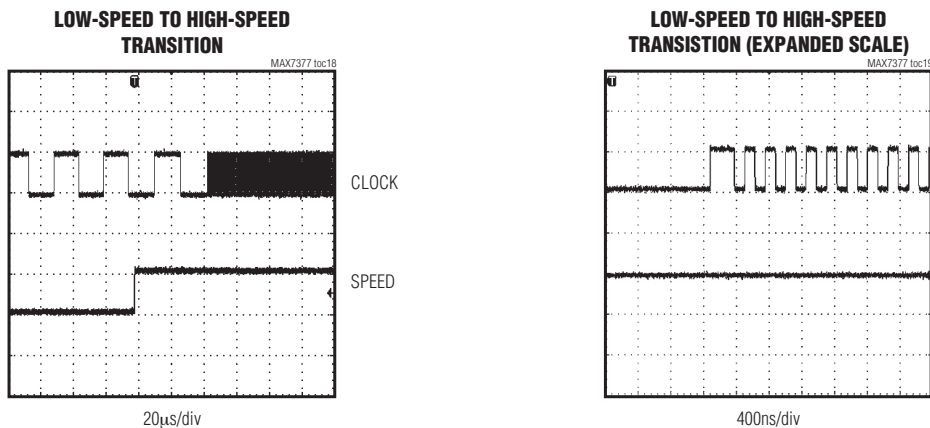 LOW-SPEED TO HIGH-SPEED
TRANSITION
MAX7377 toc18
T
CLOCK
SPEED
20µs/div
LOW-SPEED TO HIGH-SPEED
TRANSISTION (EXPANDED SCALE)
MAX7377 toc19
T
400ns/div